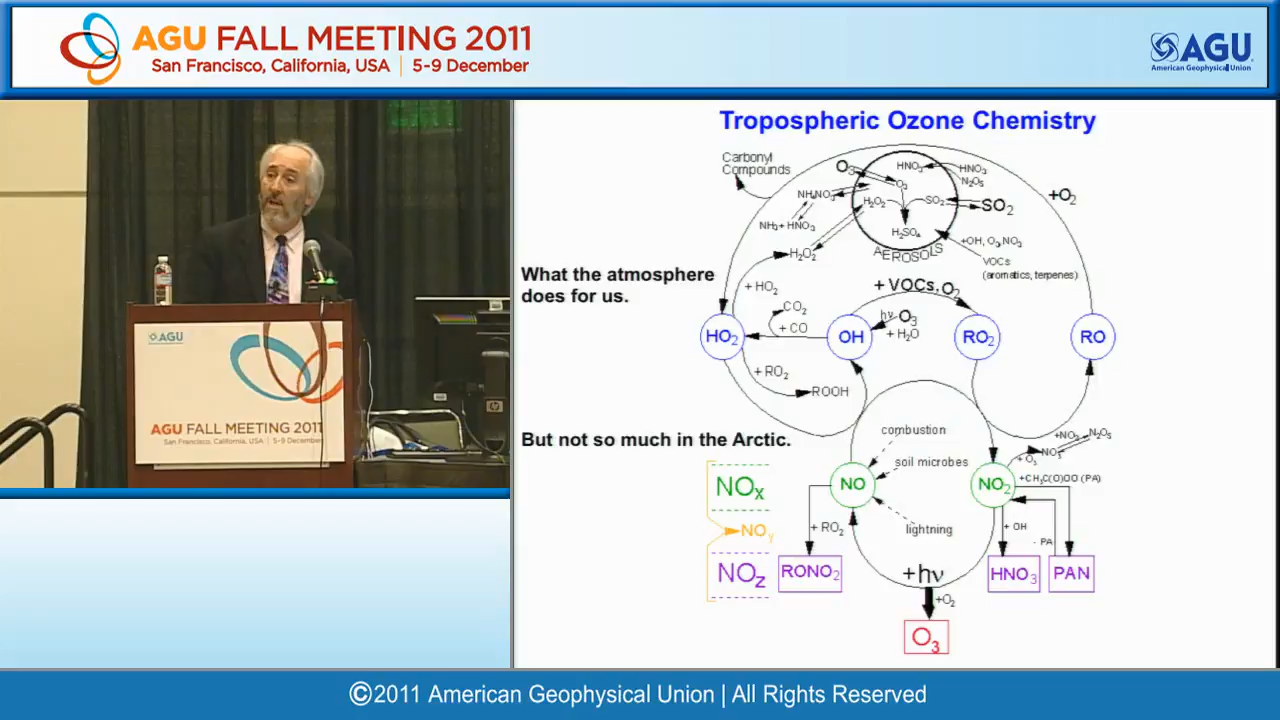 AGU FALL MEETING 2011
San Francisco, California, USA | 5-9 December
AGU
American Geophysical Union
AGU
AGU FALL MEETING 2011
San Francisco, California, USA | 5-9 December
Tropospheric Ozone Chemistry
Carbonyl
Compounds
O₃
HNO₃
HNO₃
N₂O₅
O₃
NH₄NO₃
H₂O₂
SO₂
SO₂
+O₂
NH₃ + HNO₃
H₂SO₄
+OH, O₃, NO₃
H₂O₂
AEROSOLS
VOCs
(aromatics, terpenes)
What the atmosphere
does for us.
+ HO₂
+ VOCs, O₂
CO₂
+ CO
hν
O₃
+ H₂O
HO₂
OH
RO₂
RO
+ RO₂
ROOH
But not so much in the Arctic.
combustion
+NO₂
N₂O₅
+ O₃
NO₃
soil microbes
+CH₃C(O)OO (PA)
NOx
NO
NO₂
lightning
+ RO₂
+ OH
NOy
- PA
NOz
RONO₂
+hν
HNO₃
PAN
+O₂
O₃
©2011 American Geophysical Union | All Rights Reserved